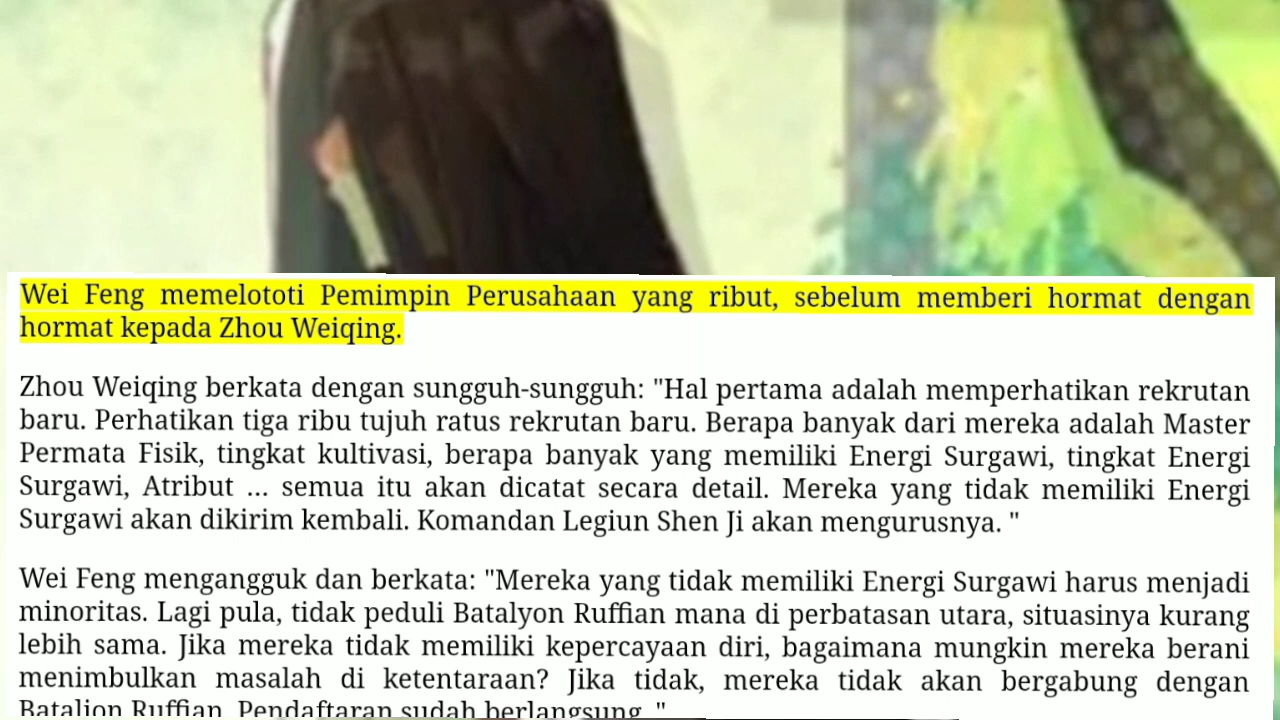 Wei Feng memelototi Pemimpin Perusahaan yang ribut, sebelum memberi hormat dengan
hormat kepada Zhou Weiqing.
Zhou Weiqing berkata dengan sungguh-sungguh: "Hal pertama adalah memperhatikan rekrutan
baru. Perhatikan tiga ribu tujuh ratus rekrutan baru. Berapa banyak dari mereka adalah Master
Permata Fisik, tingkat kultivasi, berapa banyak yang memiliki Energi Surgawi, tingkat Energi
Surgawi, Atribut ... semua itu akan dicatat secara detail. Mereka yang tidak memiliki Energi
Surgawi akan dikirim kembali. Komandan Legiun Shen Ji akan mengurusnya. "
Wei Feng mengangguk dan berkata: "Mereka yang tidak memiliki Energi Surgawi harus menjadi
minoritas. Lagi pula, tidak peduli Batalyon Ruffian mana di perbatasan utara, situasinya kurang
lebih sama. Jika mereka tidak memiliki kepercayaan diri, bagaimana mungkin mereka berani
menimbulkan masalah di ketentaraan? Jika tidak, mereka tidak akan bergabung dengan
Batalion Ruffian. Pendaftaran sudah berlangsung. "